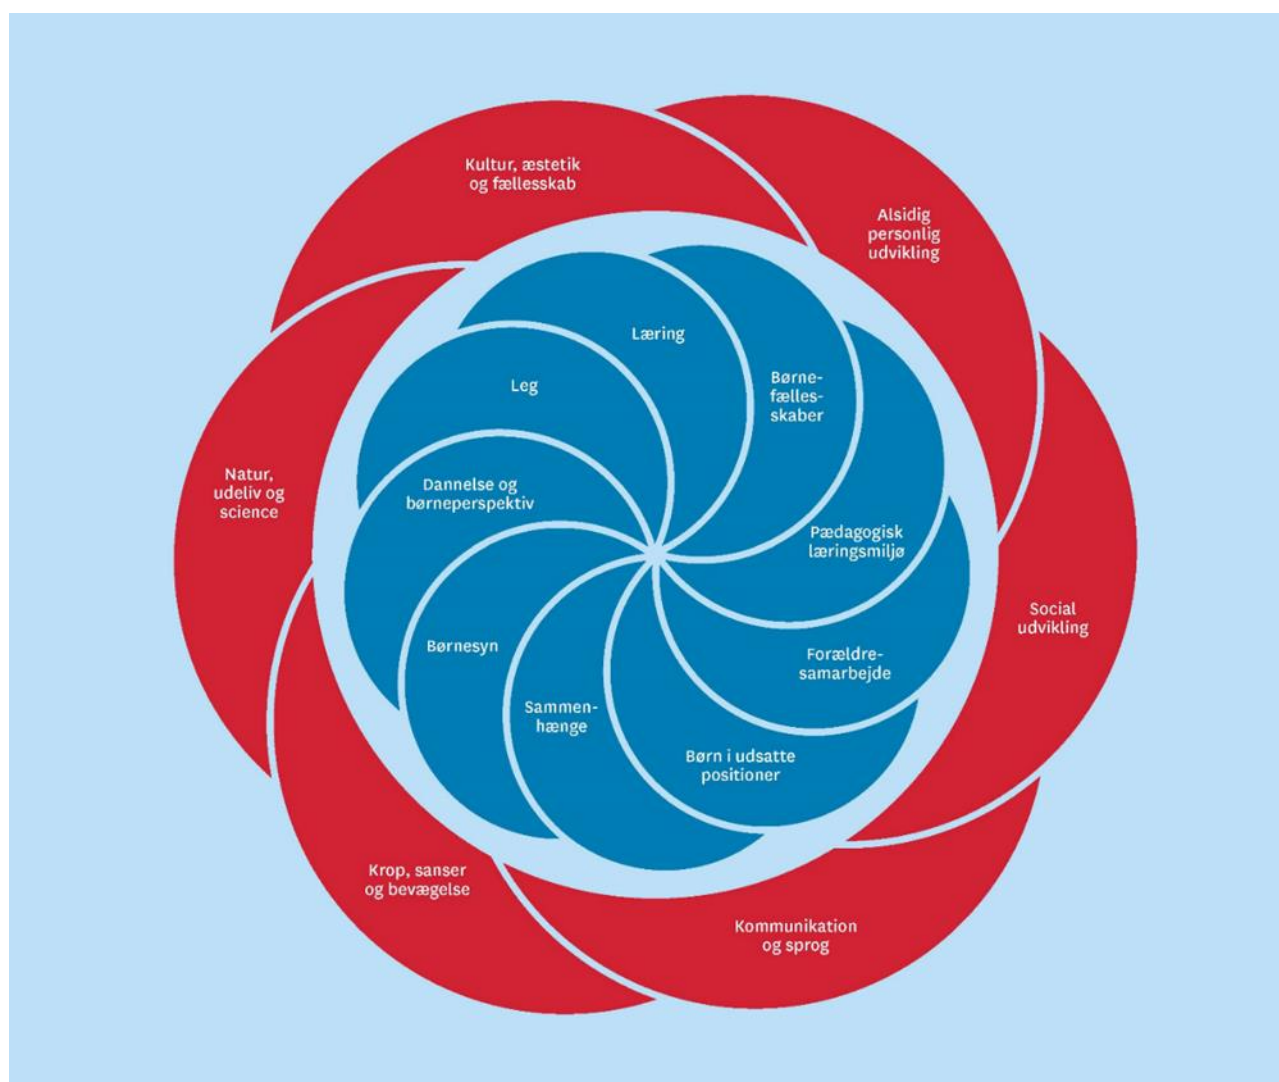 Kultur, æstetik
og fællesskab
Alsidig
personlig
udvikling
Læring
Leg
Børne-
fælles-
skaber
Natur,
udeliv og
science
Dannelse og
børneperspektiv
Pædagogisk
læringsmiljø
Social
udvikling
Børnesyn
Forældre-
samarbejde
Sammen-
hænge
Børn i udsatte
positioner
Krop, sanser
og bevægelse
Kommunikation
og sprog